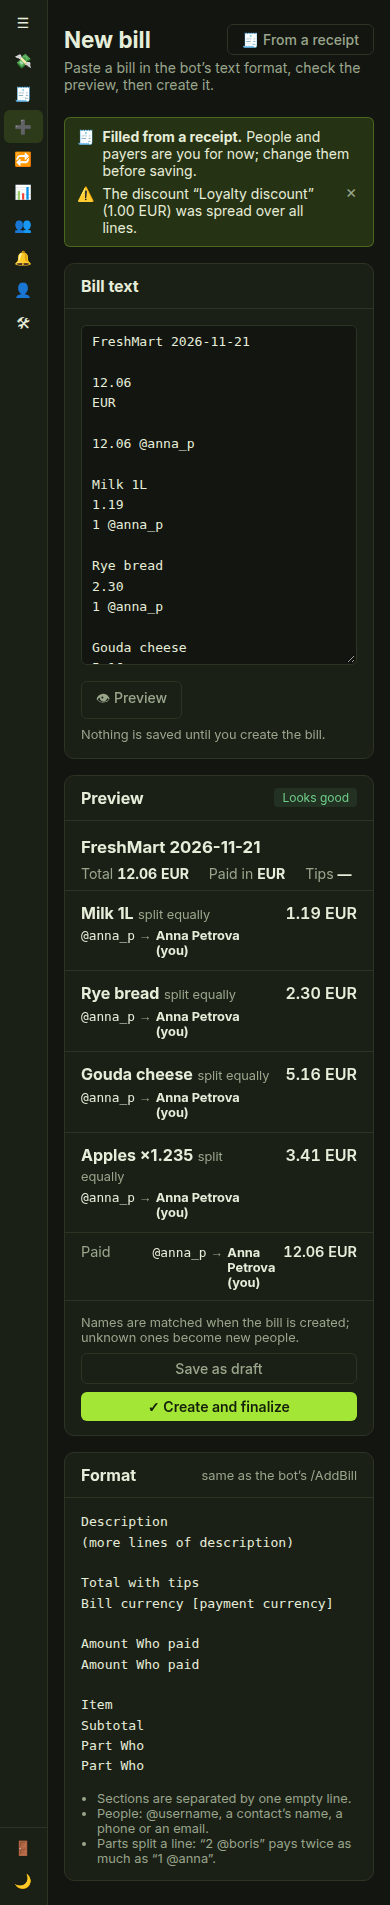 New bill
🧾 From a receipt
Paste a bill in the bot's text format, check the
preview, then create it.
🧾 Filled from a receipt. People and
payers are you for now; change them
before saving.
⚠️ The discount “Loyalty discount” ×
(1.00 EUR) was spread over all
lines.
Bill text
FreshMart 2026-11-21
12.06
EUR
12.06 @anna_p
Milk 1L
1.19
1 @anna_p
Rye bread
2.30
1 @anna_p
Gouda cheese
👁 Preview
Nothing is saved until you create the bill.
Preview Looks good
FreshMart 2026-11-21
Total 12.06 EUR Paid in EUR Tips —
Milk 1L split equally 1.19 EUR
@anna_p → Anna Petrova
(you)
Rye bread split equally 2.30 EUR
@anna_p → Anna Petrova
(you)
Gouda cheese split equally 5.16 EUR
@anna_p → Anna Petrova
(you)
Apples ×1.235 split 3.41 EUR
equally
@anna_p → Anna Petrova
(you)
Paid @anna_p → Anna 12.06 EUR
Petrova
(you)
Names are matched when the bill is created;
unknown ones become new people.
Save as draft
✓ Create and finalize
Format same as the bot's /AddBill
Description
(more lines of description)
Total with tips
Bill currency [payment currency]
Amount Who paid
Amount Who paid
Item
Subtotal
Part Who
Part Who
• Sections are separated by one empty line.
• People: @username, a contact's name, a
phone or an email.
• Parts split a line: “2 @boris” pays twice as
much as “1 @anna”.